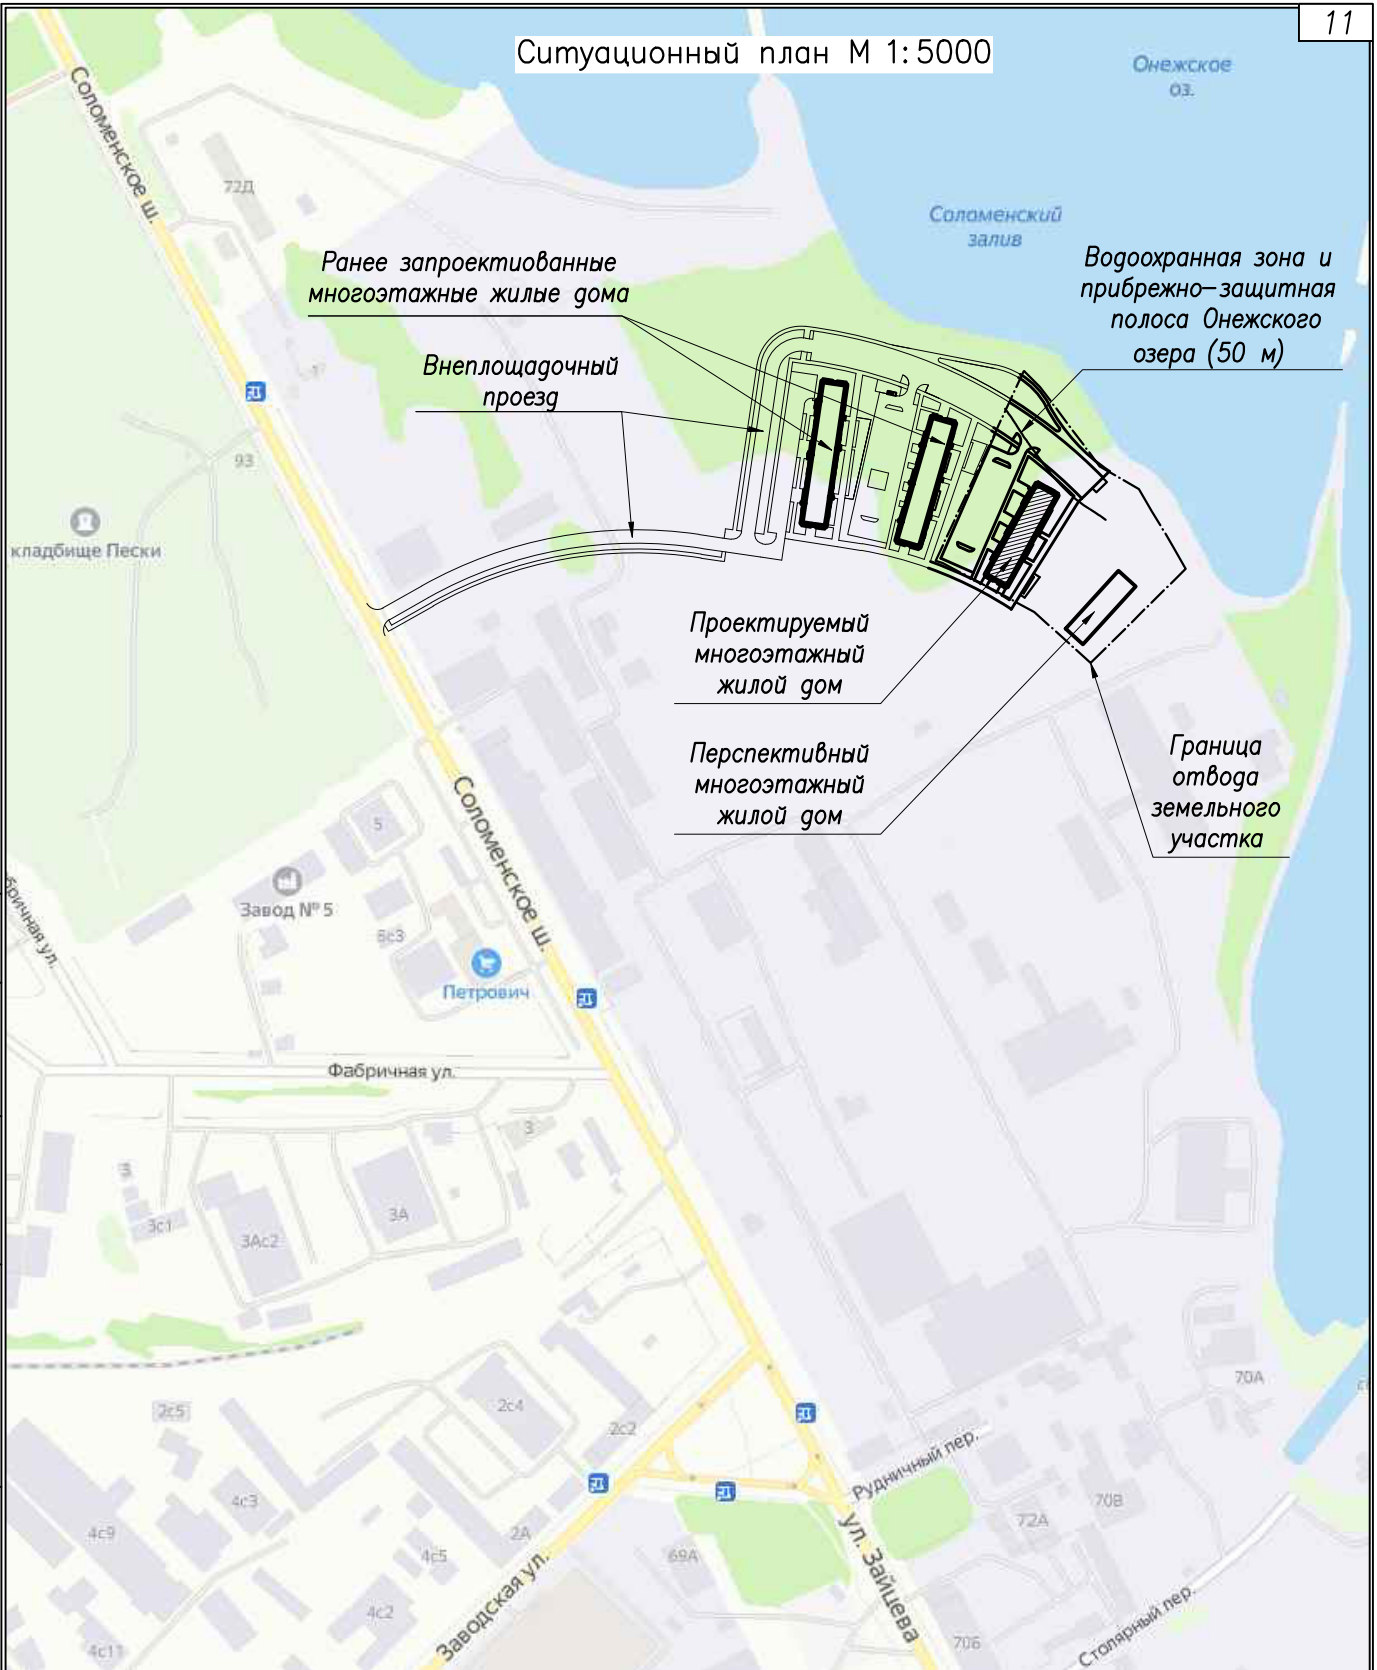 11
Ситуационный план М 1:5000
Онежское
оз.
Соломенское ш.
72Д
Соломенский
залив
Ранее запроектиованные
многоэтажные жилые дома
Водоохранная зона и
прибрежно-защитная
полоса Онежского
озера (50 м)
Внеплощадочный
проезд
93
кладбище Пески
Проектируемый
многоэтажный
жилой дом
Перспективный
многоэтажный
жилой дом
Граница
отвода
земельного
участка
Соломенское ш.
5
Завод № 5
6с3
бричная ул.
Петрович
Фабричная ул.
3
3
3с1
3Ас2
3А
70А
2с5
2с4
2с2
Рудничный пер.
4с3
4с9
2А
4с5
69А
72А
70В
ул. Зайцева
Заводская ул.
4с2
4с11
70Б
Столярный пер.